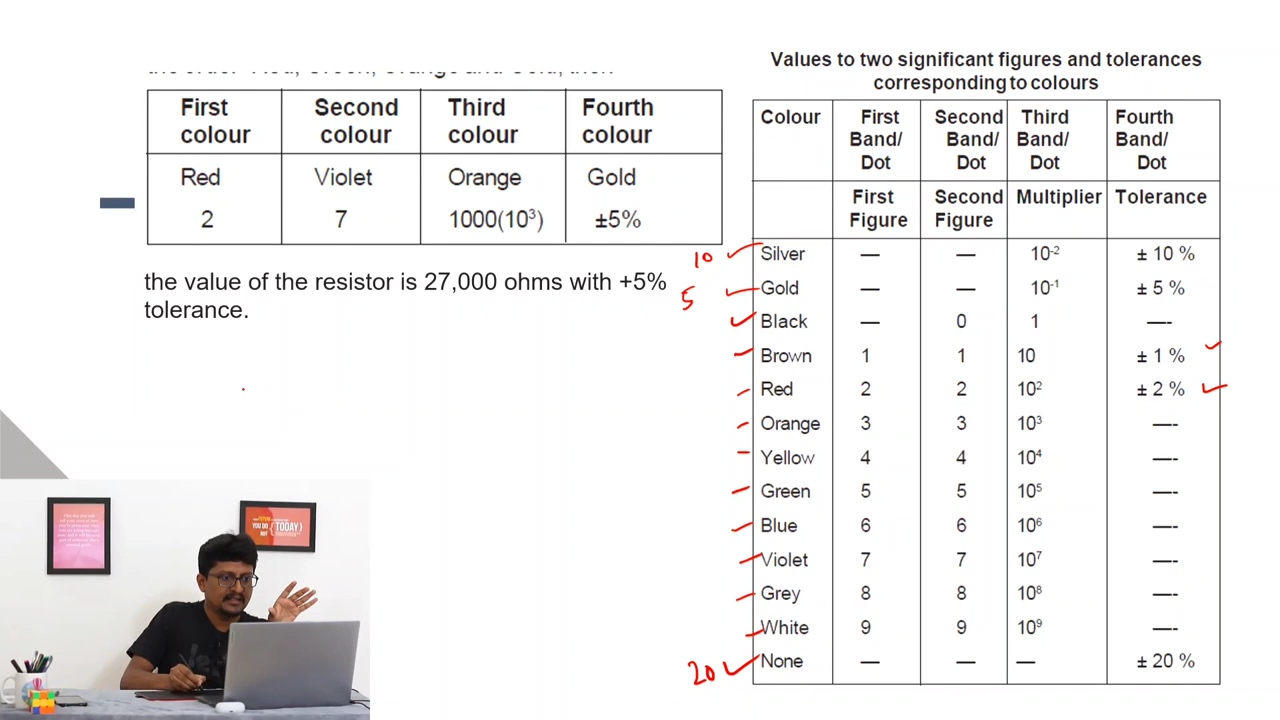 First colour | Second colour | Third colour | Fourth colour
Red | Violet | Orange | Gold
2 | 7 | 1000(10³) | ±5%
the value of the resistor is 27,000 ohms with +5%
tolerance.
Values to two significant figures and tolerances
corresponding to colours
Colour | First Band/ Dot | Second Band/ Dot | Third Band/ Dot | Fourth Band/ Dot
First Figure | Second Figure | Multiplier | Tolerance
10 Silver | — | — | 10⁻² | ± 10 %
5 Gold | — | — | 10⁻¹ | ± 5 %
Black | — | 0 | 1 | —-
Brown | 1 | 1 | 10 | ± 1 %
Red | 2 | 2 | 10² | ± 2 %
Orange | 3 | 3 | 10³ | —-
Yellow | 4 | 4 | 10⁴ | —-
Green | 5 | 5 | 10⁵ | —-
Blue | 6 | 6 | 10⁶ | —-
Violet | 7 | 7 | 10⁷ | —-
Grey | 8 | 8 | 10⁸ | —-
White | 9 | 9 | 10⁹ | —-
20 None | — | — | — | ± 20 %
YOU DO
TODAY